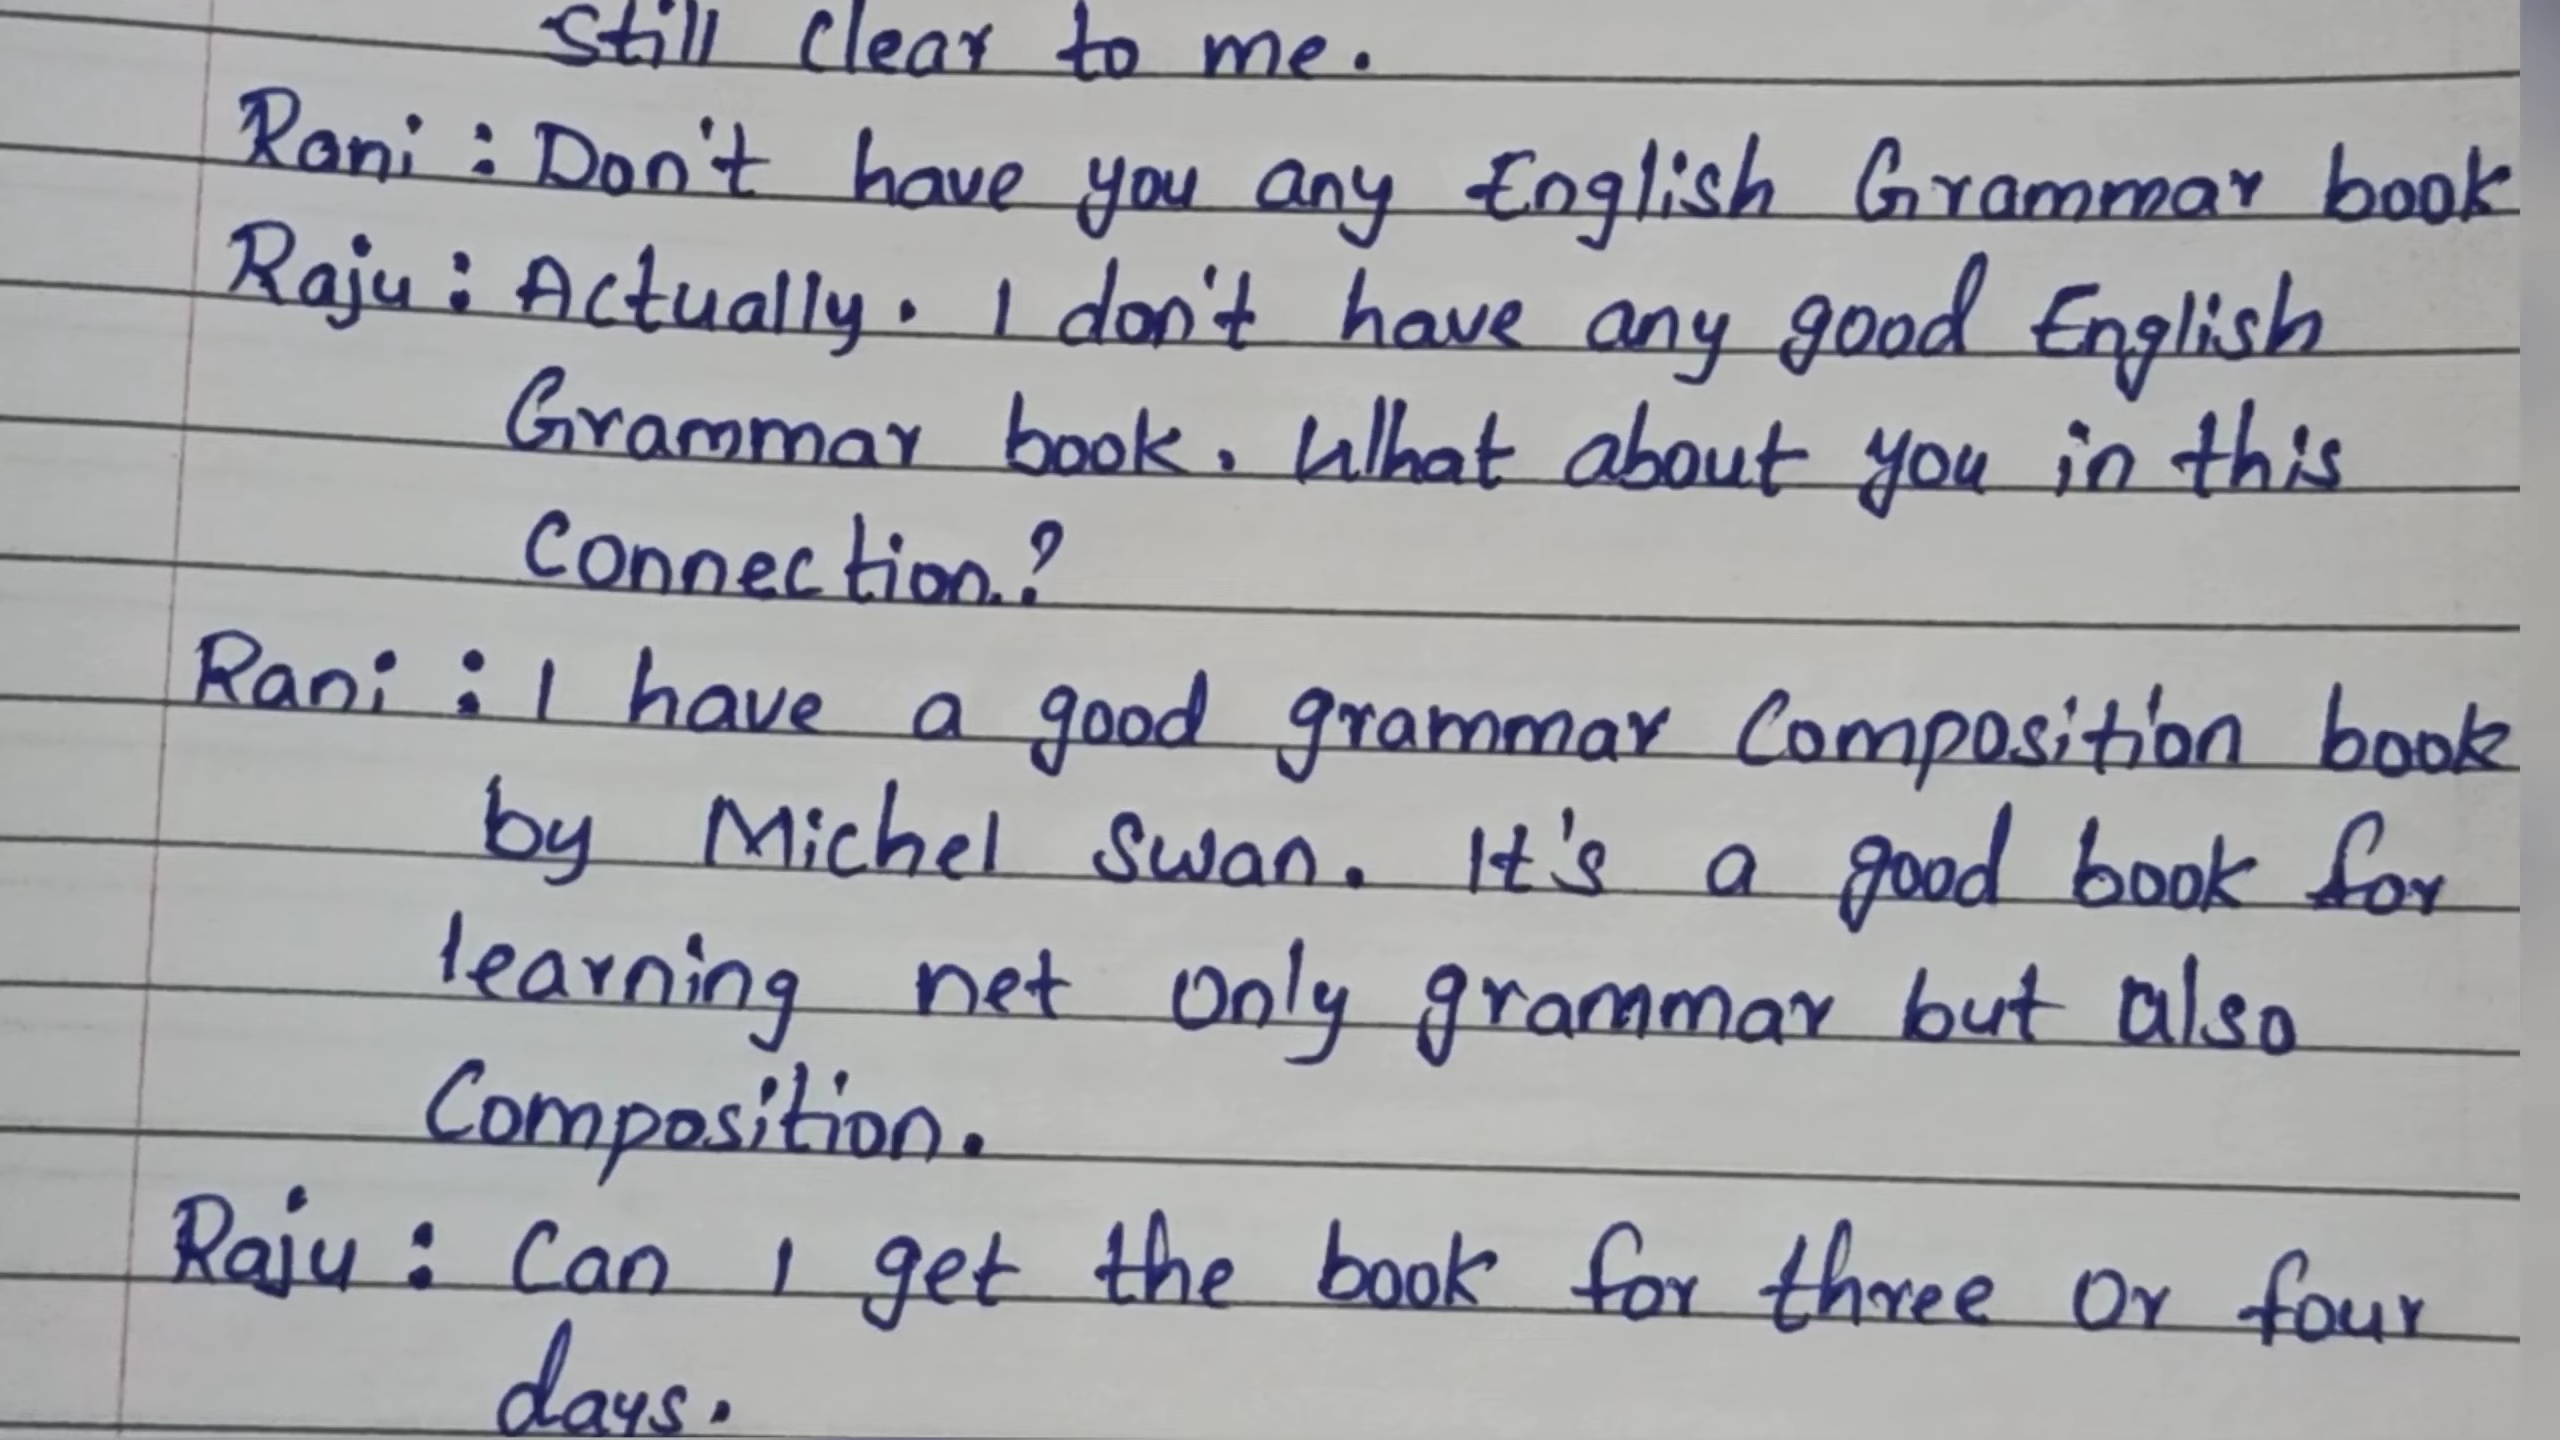 Still clear to me.
Rani : Don't have you any English Grammar book
Raju : Actually. I don't have any good English
Grammar book. What about you in this
Connection.?
Rani : I have a good grammar Composition book
by Michel Swan. It's a good book for
learning net only grammar but also
Composition.
Raju : Can I get the book for three or four
days.